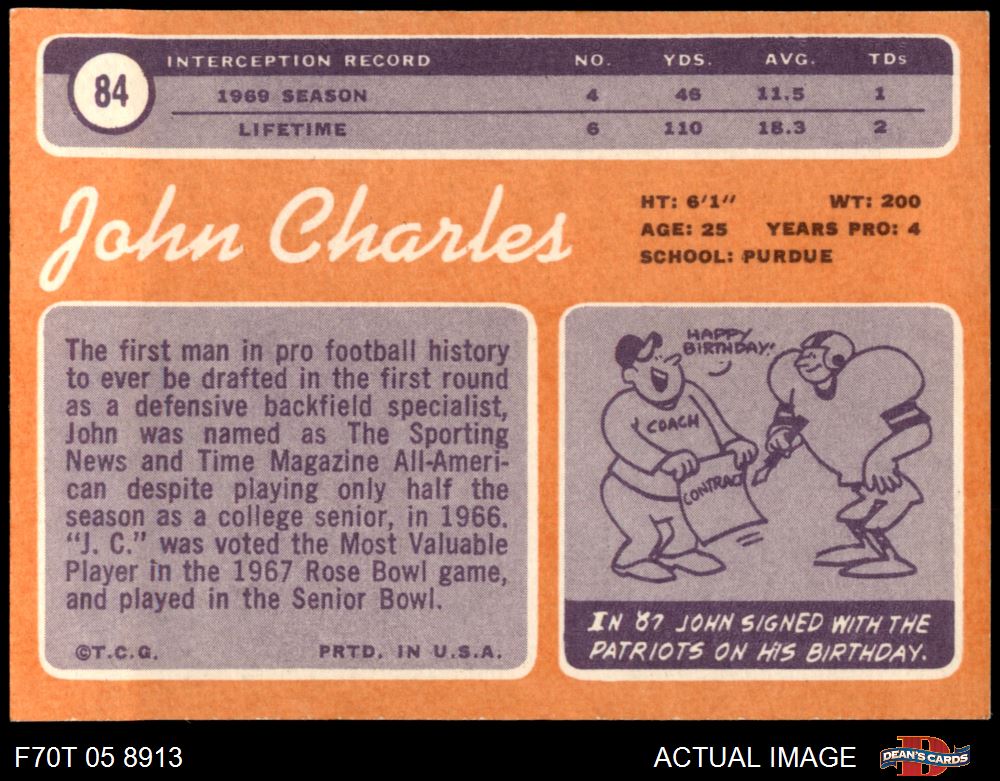 84
INTERCEPTION RECORD NO. YDS. AVG. TDs
1969 SEASON 4 46 11.5 1
LIFETIME 6 110 18.3 2
John Charles
HT: 6'1" WT: 200
AGE: 25 YEARS PRO: 4
SCHOOL: PURDUE
The first man in pro football history
to ever be drafted in the first round
as a defensive backfield specialist,
John was named as The Sporting
News and Time Magazine All-Ameri-
can despite playing only half the
season as a college senior, in 1966.
"J. C." was voted the Most Valuable
Player in the 1967 Rose Bowl game,
and played in the Senior Bowl.
©T.C.G. PRTD. IN U.S.A.
HAPPY
BIRTHDAY!
COACH
CONTRACT
IN '67 JOHN SIGNED WITH THE
PATRIOTS ON HIS BIRTHDAY.
F70T 05 8913 ACTUAL IMAGE DEAN'S CARDS